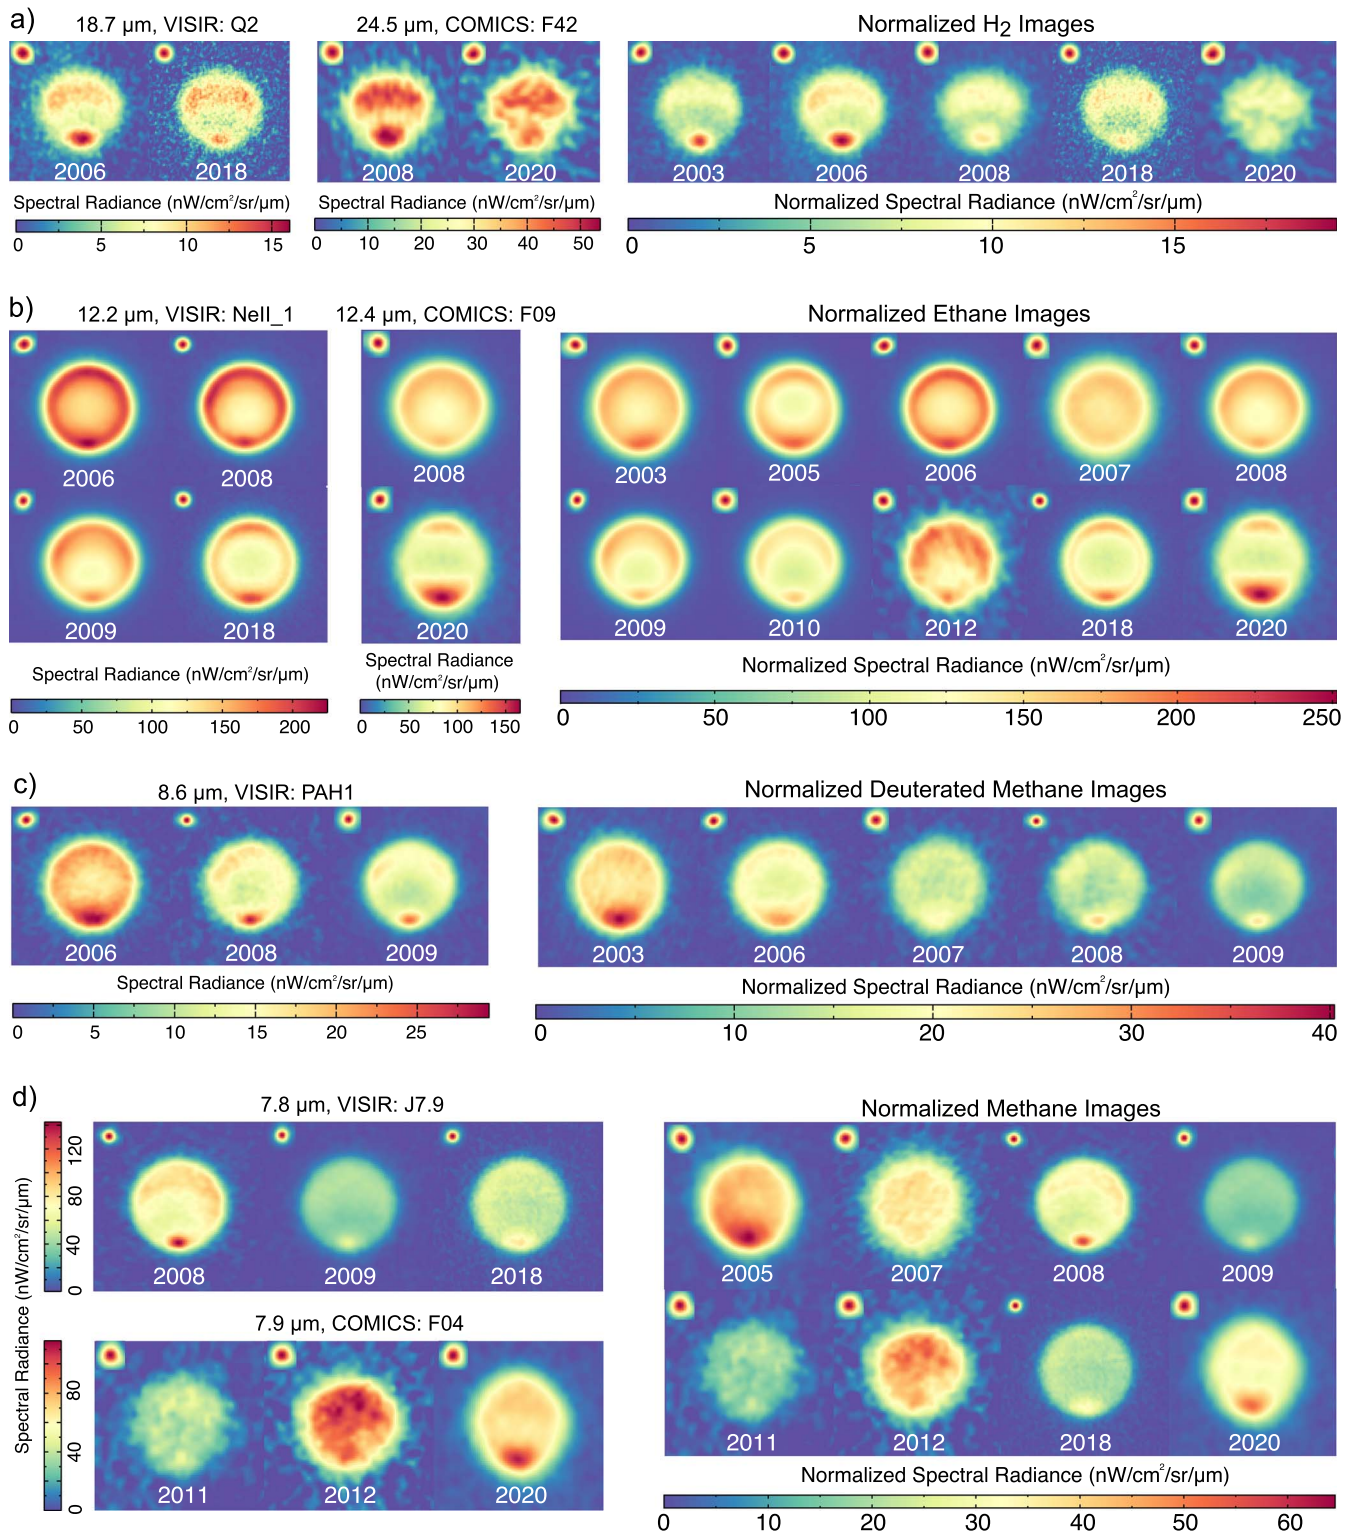 a)
18.7 µm, VISIR: Q2
24.5 µm, COMICS: F42
Normalized H2 Images
2006 2018
2008 2020
2003 2006 2008 2018 2020
Spectral Radiance (nW/cm²/sr/µm)
Spectral Radiance (nW/cm²/sr/µm)
Normalized Spectral Radiance (nW/cm²/sr/µm)
0 5 10 15
0 10 20 30 40 50
0 5 10 15
b)
12.2 µm, VISIR: NeII_1
12.4 µm, COMICS: F09
Normalized Ethane Images
2006 2008
2008
2003 2005 2006 2007 2008
2009 2018
2020
2009 2010 2012 2018 2020
Spectral Radiance (nW/cm²/sr/µm)
Spectral Radiance
(nW/cm²/sr/µm)
Normalized Spectral Radiance (nW/cm²/sr/µm)
0 50 100 150 200
0 50 100 150
0 50 100 150 200 250
c)
8.6 µm, VISIR: PAH1
Normalized Deuterated Methane Images
2006 2008 2009
2003 2006 2007 2008 2009
Spectral Radiance (nW/cm²/sr/µm)
Normalized Spectral Radiance (nW/cm²/sr/µm)
0 5 10 15 20 25
0 10 20 30 40
d)
7.8 µm, VISIR: J7.9
Normalized Methane Images
Spectral Radiance (nW/cm²/sr/µm)
0 40 80 120
2008 2009 2018
2005 2007 2008 2009
7.9 µm, COMICS: F04
0 40 80
2011 2012 2020
2011 2012 2018 2020
Normalized Spectral Radiance (nW/cm²/sr/µm)
0 10 20 30 40 50 60